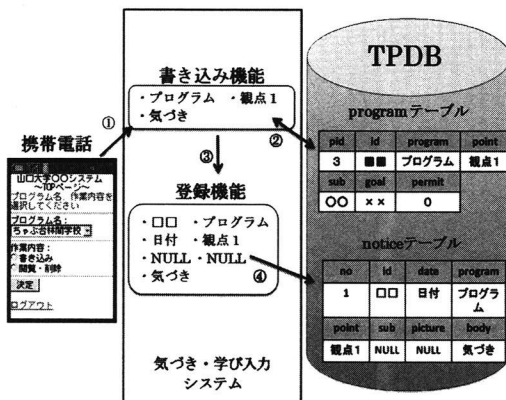 TPDB
書き込み機能
・プログラム ・観点1
・気づき
①
②
③
④
programテーブル
pid id program point
3 ■■ プログラム 観点1
sub goal permit
○○ ×× 0
携帯電話
山口大学○○システム
～TOPページ～
プログラム名、作業内容を
選択してください
プログラム名：
ちゃぶ台林間学校
作業内容：
書き込み
閲覧・削除
決定
ログアウト
登録機能
・□□ ・プログラム
・日付 ・観点1
・NULL ・NULL
・気づき
noticeテーブル
no id date program
1 □□ 日付 プログラム
point sub picture body
観点1 NULL NULL 気づき
気づき・学び入力
システム